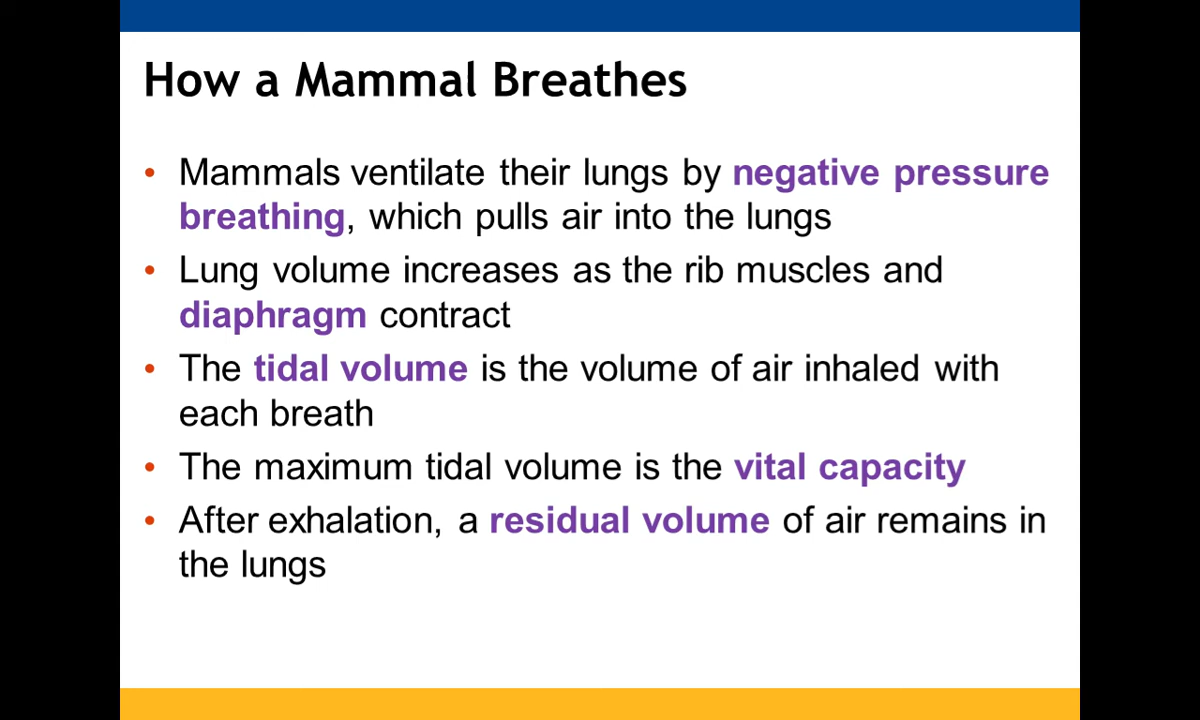 How a Mammal Breathes
• Mammals ventilate their lungs by negative pressure
breathing, which pulls air into the lungs
• Lung volume increases as the rib muscles and
diaphragm contract
• The tidal volume is the volume of air inhaled with
each breath
• The maximum tidal volume is the vital capacity
• After exhalation, a residual volume of air remains in
the lungs